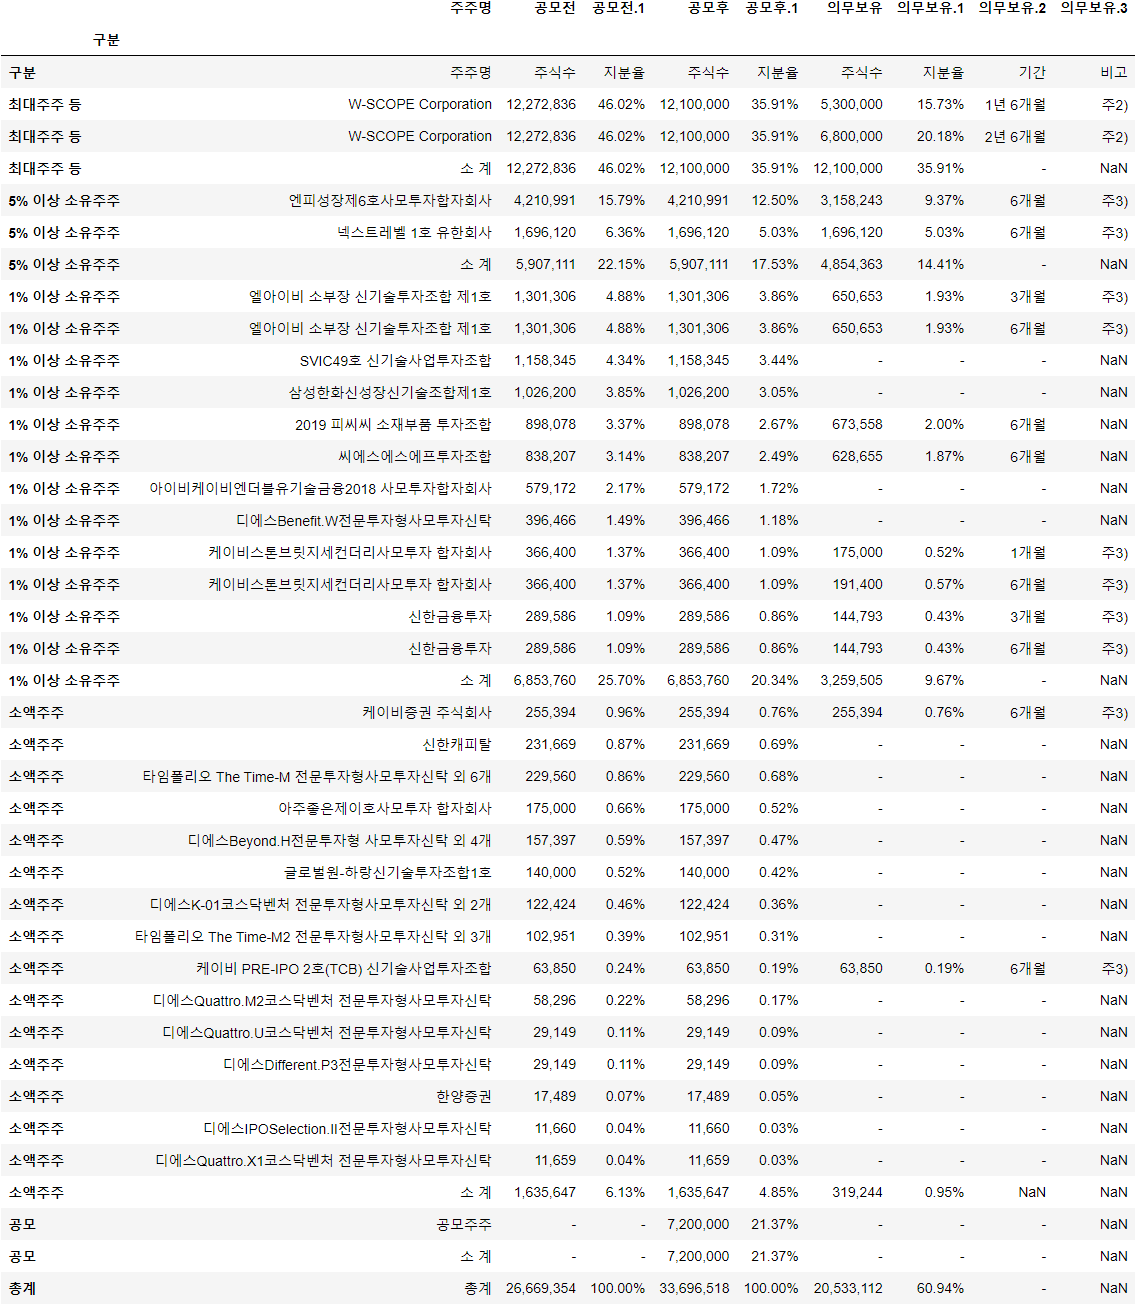 주주명 공모전 공모전.1 공모후 공모후.1 의무보유 의무보유.1 의무보유.2 의무보유.3
구분
구분 주주명 주식수 지분율 주식수 지분율 주식수 지분율 기간 비고
최대주주 등 W-SCOPE Corporation 12,272,836 46.02% 12,100,000 35.91% 5,300,000 15.73% 1년 6개월 주2)
최대주주 등 W-SCOPE Corporation 12,272,836 46.02% 12,100,000 35.91% 6,800,000 20.18% 2년 6개월 주2)
최대주주 등 소 계 12,272,836 46.02% 12,100,000 35.91% 12,100,000 35.91% - NaN
5% 이상 소유주주 엔피성장제6호사모투자합자회사 4,210,991 15.79% 4,210,991 12.50% 3,158,243 9.37% 6개월 주3)
5% 이상 소유주주 넥스트레벨 1호 유한회사 1,696,120 6.36% 1,696,120 5.03% 1,696,120 5.03% 6개월 주3)
5% 이상 소유주주 소 계 5,907,111 22.15% 5,907,111 17.53% 4,854,363 14.41% - NaN
1% 이상 소유주주 엘아이비 소부장 신기술투자조합 제1호 1,301,306 4.88% 1,301,306 3.86% 650,653 1.93% 3개월 주3)
1% 이상 소유주주 엘아이비 소부장 신기술투자조합 제1호 1,301,306 4.88% 1,301,306 3.86% 650,653 1.93% 6개월 주3)
1% 이상 소유주주 SVIC49호 신기술사업투자조합 1,158,345 4.34% 1,158,345 3.44% - - - NaN
1% 이상 소유주주 삼성한화신성장신기술조합제1호 1,026,200 3.85% 1,026,200 3.05% - - - NaN
1% 이상 소유주주 2019 피씨씨 소재부품 투자조합 898,078 3.37% 898,078 2.67% 673,558 2.00% 6개월 NaN
1% 이상 소유주주 씨에스에스에프투자조합 838,207 3.14% 838,207 2.49% 628,655 1.87% 6개월 NaN
1% 이상 소유주주 아이비케이비엔더블유기술금융2018 사모투자합자회사 579,172 2.17% 579,172 1.72% - - - NaN
1% 이상 소유주주 디에스Benefit.W전문투자형사모투자신탁 396,466 1.49% 396,466 1.18% - - - NaN
1% 이상 소유주주 케이비스톤브릿지세컨더리사모투자 합자회사 366,400 1.37% 366,400 1.09% 175,000 0.52% 1개월 주3)
1% 이상 소유주주 케이비스톤브릿지세컨더리사모투자 합자회사 366,400 1.37% 366,400 1.09% 191,400 0.57% 6개월 주3)
1% 이상 소유주주 신한금융투자 289,586 1.09% 289,586 0.86% 144,793 0.43% 3개월 주3)
1% 이상 소유주주 신한금융투자 289,586 1.09% 289,586 0.86% 144,793 0.43% 6개월 주3)
1% 이상 소유주주 소 계 6,853,760 25.70% 6,853,760 20.34% 3,259,505 9.67% - NaN
소액주주 케이비증권 주식회사 255,394 0.96% 255,394 0.76% 255,394 0.76% 6개월 주3)
소액주주 신한캐피탈 231,669 0.87% 231,669 0.69% - - - NaN
소액주주 타임폴리오 The Time-M 전문투자형사모투자신탁 외 6개 229,560 0.86% 229,560 0.68% - - - NaN
소액주주 아주좋은제이호사모투자 합자회사 175,000 0.66% 175,000 0.52% - - - NaN
소액주주 디에스Beyond.H전문투자형 사모투자신탁 외 4개 157,397 0.59% 157,397 0.47% - - - NaN
소액주주 글로벌원-하랑신기술투자조합1호 140,000 0.52% 140,000 0.42% - - - NaN
소액주주 디에스K-01코스닥벤처 전문투자형사모투자신탁 외 2개 122,424 0.46% 122,424 0.36% - - - NaN
소액주주 타임폴리오 The Time-M2 전문투자형사모투자신탁 외 3개 102,951 0.39% 102,951 0.31% - - - NaN
소액주주 케이비 PRE-IPO 2호(TCB) 신기술사업투자조합 63,850 0.24% 63,850 0.19% 63,850 0.19% 6개월 주3)
소액주주 디에스Quattro.M2코스닥벤처 전문투자형사모투자신탁 58,296 0.22% 58,296 0.17% - - - NaN
소액주주 디에스Quattro.U코스닥벤처 전문투자형사모투자신탁 29,149 0.11% 29,149 0.09% - - - NaN
소액주주 디에스Different.P3전문투자형사모투자신탁 29,149 0.11% 29,149 0.09% - - - NaN
소액주주 한양증권 17,489 0.07% 17,489 0.05% - - - NaN
소액주주 디에스IPOSelection.II전문투자형사모투자신탁 11,660 0.04% 11,660 0.03% - - - NaN
소액주주 디에스Quattro.X1코스닥벤처 전문투자형사모투자신탁 11,659 0.04% 11,659 0.03% - - - NaN
소액주주 소 계 1,635,647 6.13% 1,635,647 4.85% 319,244 0.95% NaN NaN
공모 공모주주 - - 7,200,000 21.37% - - - NaN
공모 소 계 - - 7,200,000 21.37% - - - NaN
총계 총계 26,669,354 100.00% 33,696,518 100.00% 20,533,112 60.94% - NaN